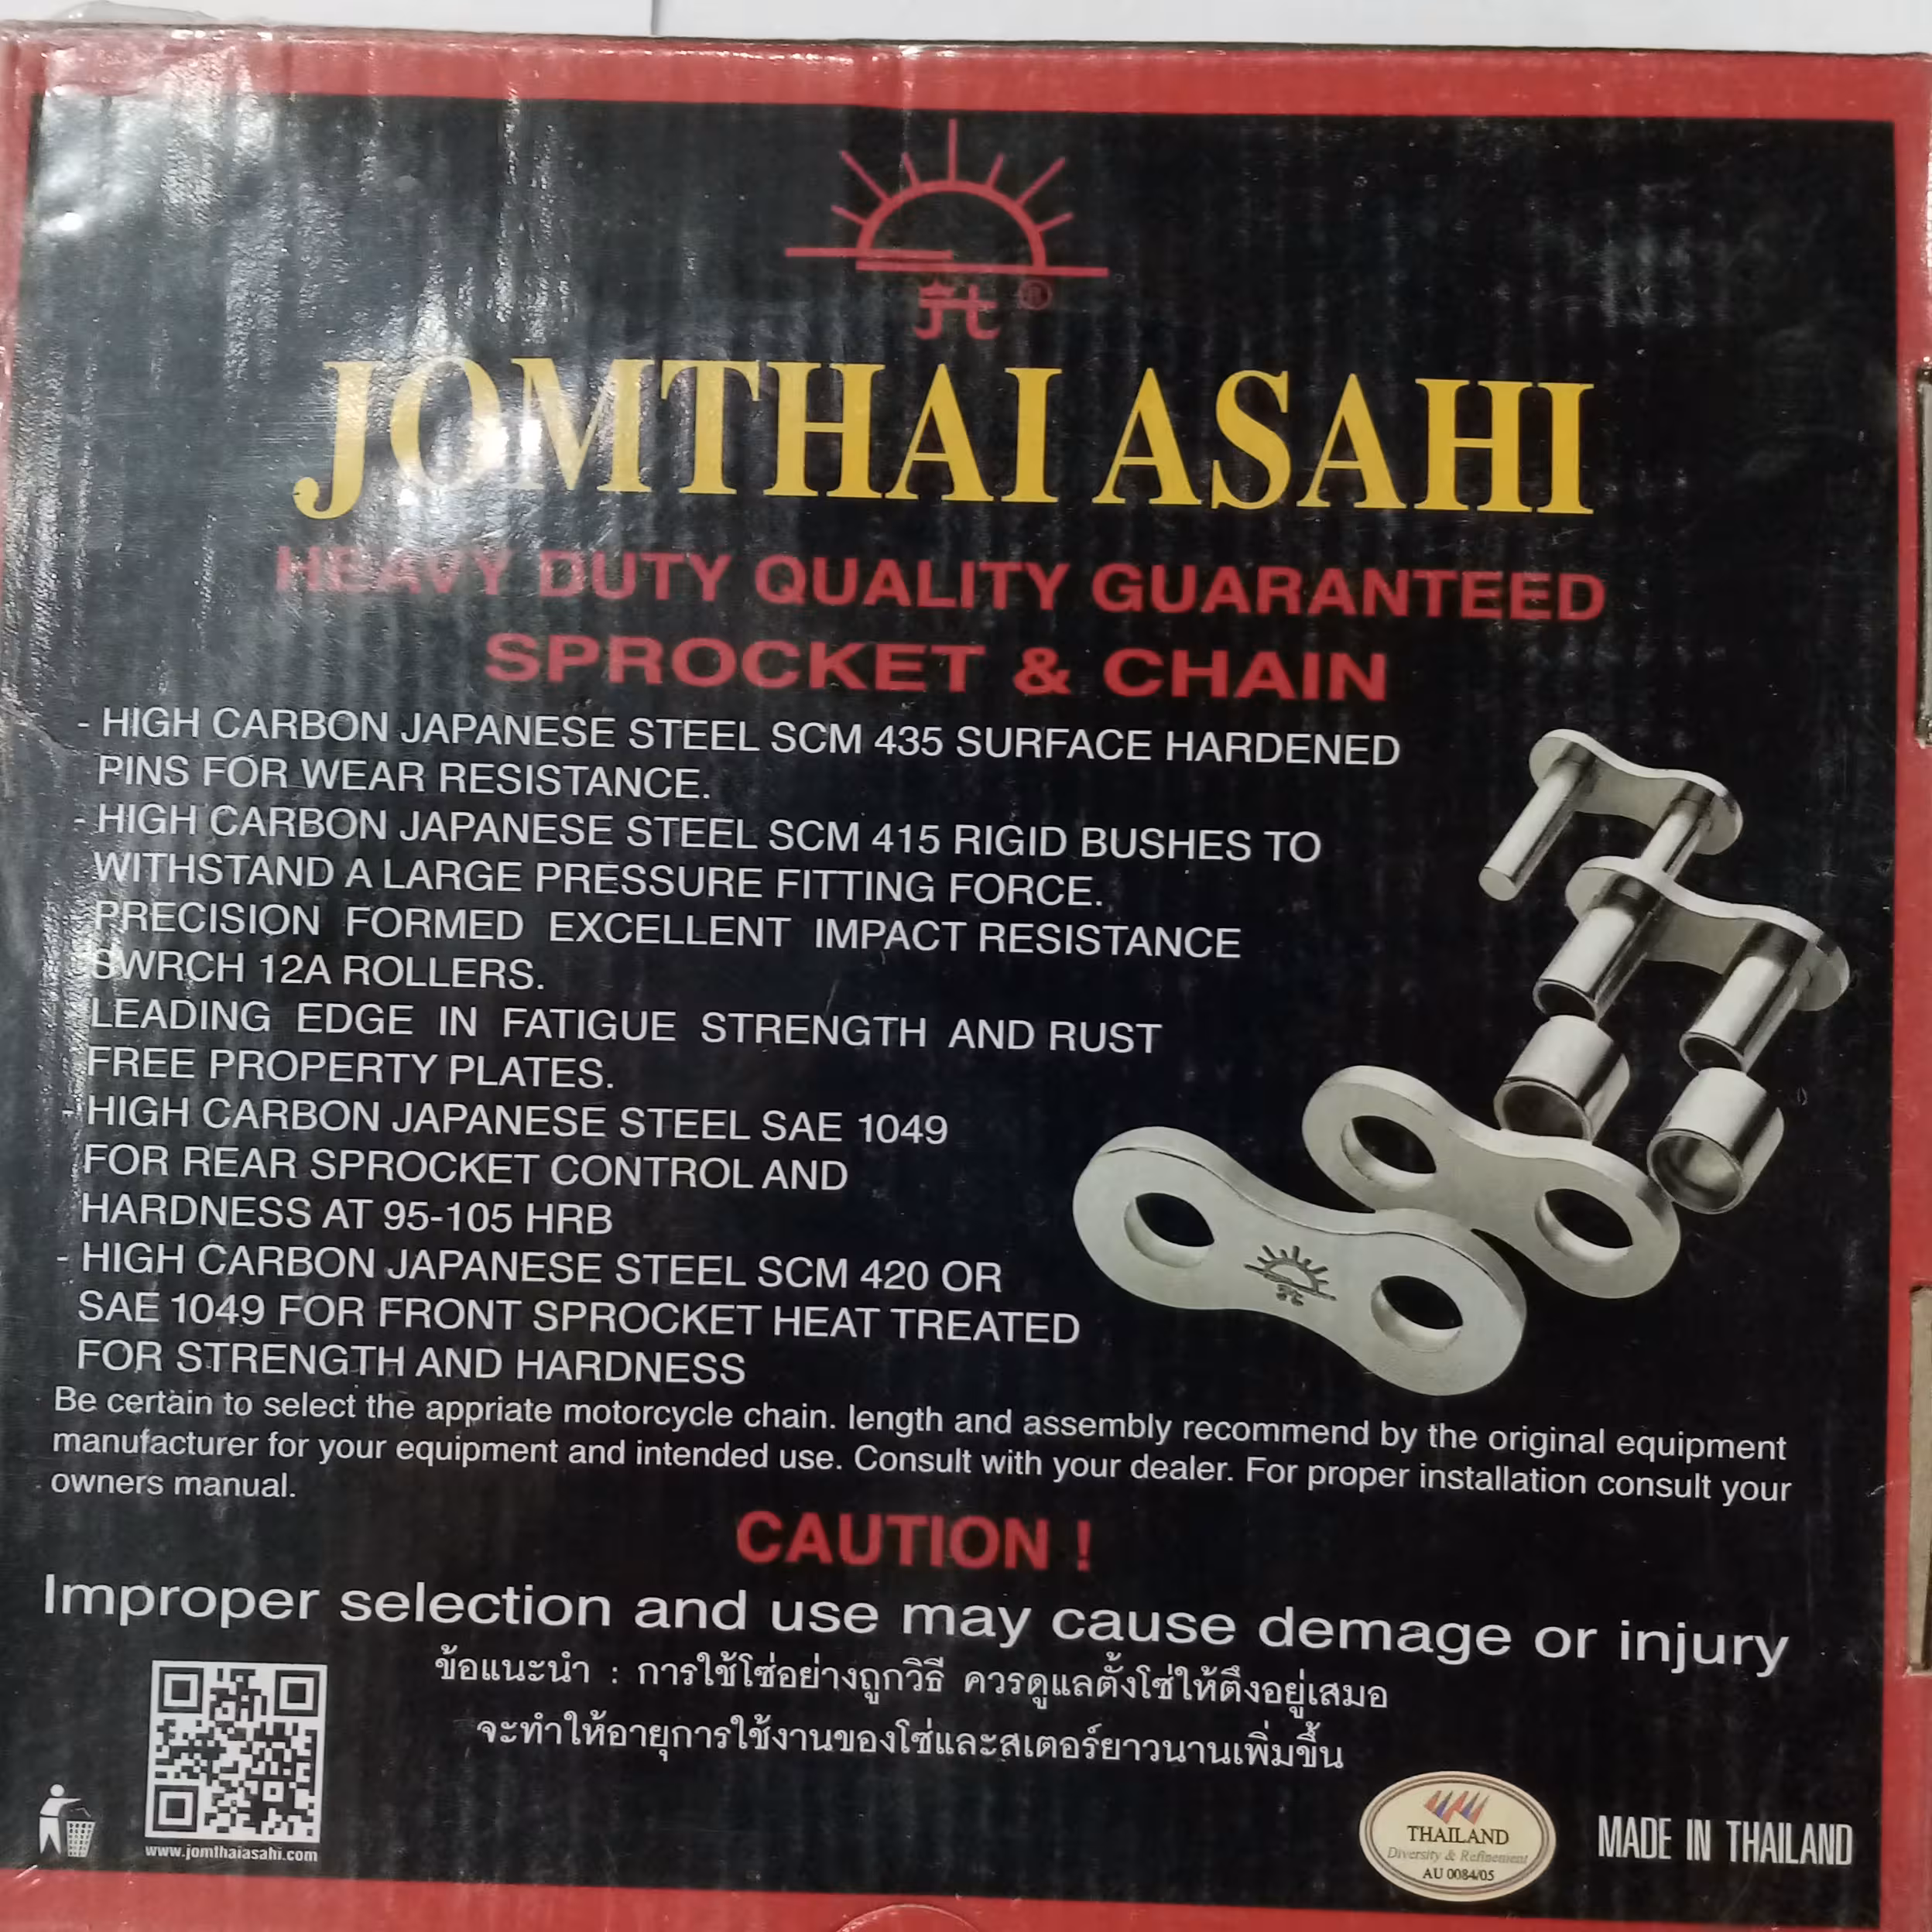 ®
JOMTHAI ASAHI
HEAVY DUTY QUALITY GUARANTEED
SPROCKET & CHAIN
- HIGH CARBON JAPANESE STEEL SCM 435 SURFACE HARDENED
PINS FOR WEAR RESISTANCE.
- HIGH CARBON JAPANESE STEEL SCM 415 RIGID BUSHES TO
WITHSTAND A LARGE PRESSURE FITTING FORCE.
PRECISION FORMED EXCELLENT IMPACT RESISTANCE
SWRCH 12A ROLLERS.
LEADING EDGE IN FATIGUE STRENGTH AND RUST
FREE PROPERTY PLATES.
- HIGH CARBON JAPANESE STEEL SAE 1049
FOR REAR SPROCKET CONTROL AND
HARDNESS AT 95-105 HRB
- HIGH CARBON JAPANESE STEEL SCM 420 OR
SAE 1049 FOR FRONT SPROCKET HEAT TREATED
FOR STRENGTH AND HARDNESS
Be certain to select the appriate motorcycle chain. length and assembly recommend by the original equipment
manufacturer for your equipment and intended use. Consult with your dealer. For proper installation consult your
owners manual.
CAUTION !
Improper selection and use may cause demage or injury
ข้อแนะนำ : การใช้โซ่อย่างถูกวิธี ควรดูแลตั้งโซ่ให้ตึงอยู่เสมอ
จะทำให้อายุการใช้งานของโซ่และสเตอร์ยาวนานเพิ่มขึ้น
www.jomthaiasahi.com
THAILAND
Diversity & Refinement
AU 0084/05
MADE IN THAILAND